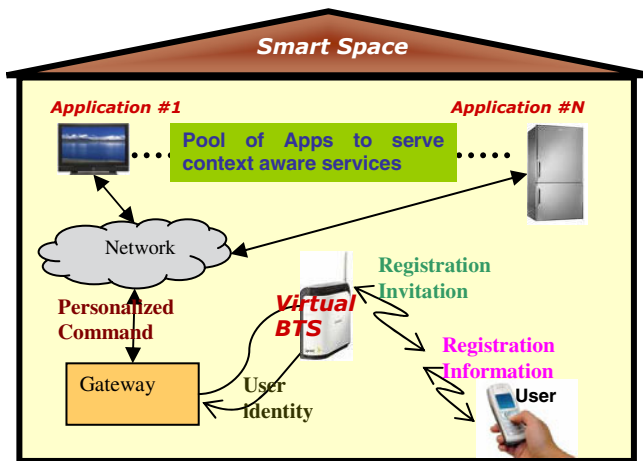 Smart Space
Application #1
Application #N
Pool of Apps to serve
context aware services
Network
Registration
Invitation
Virtual
BTS
Personalized
Command
Registration
Information
Gateway
User
identity
User